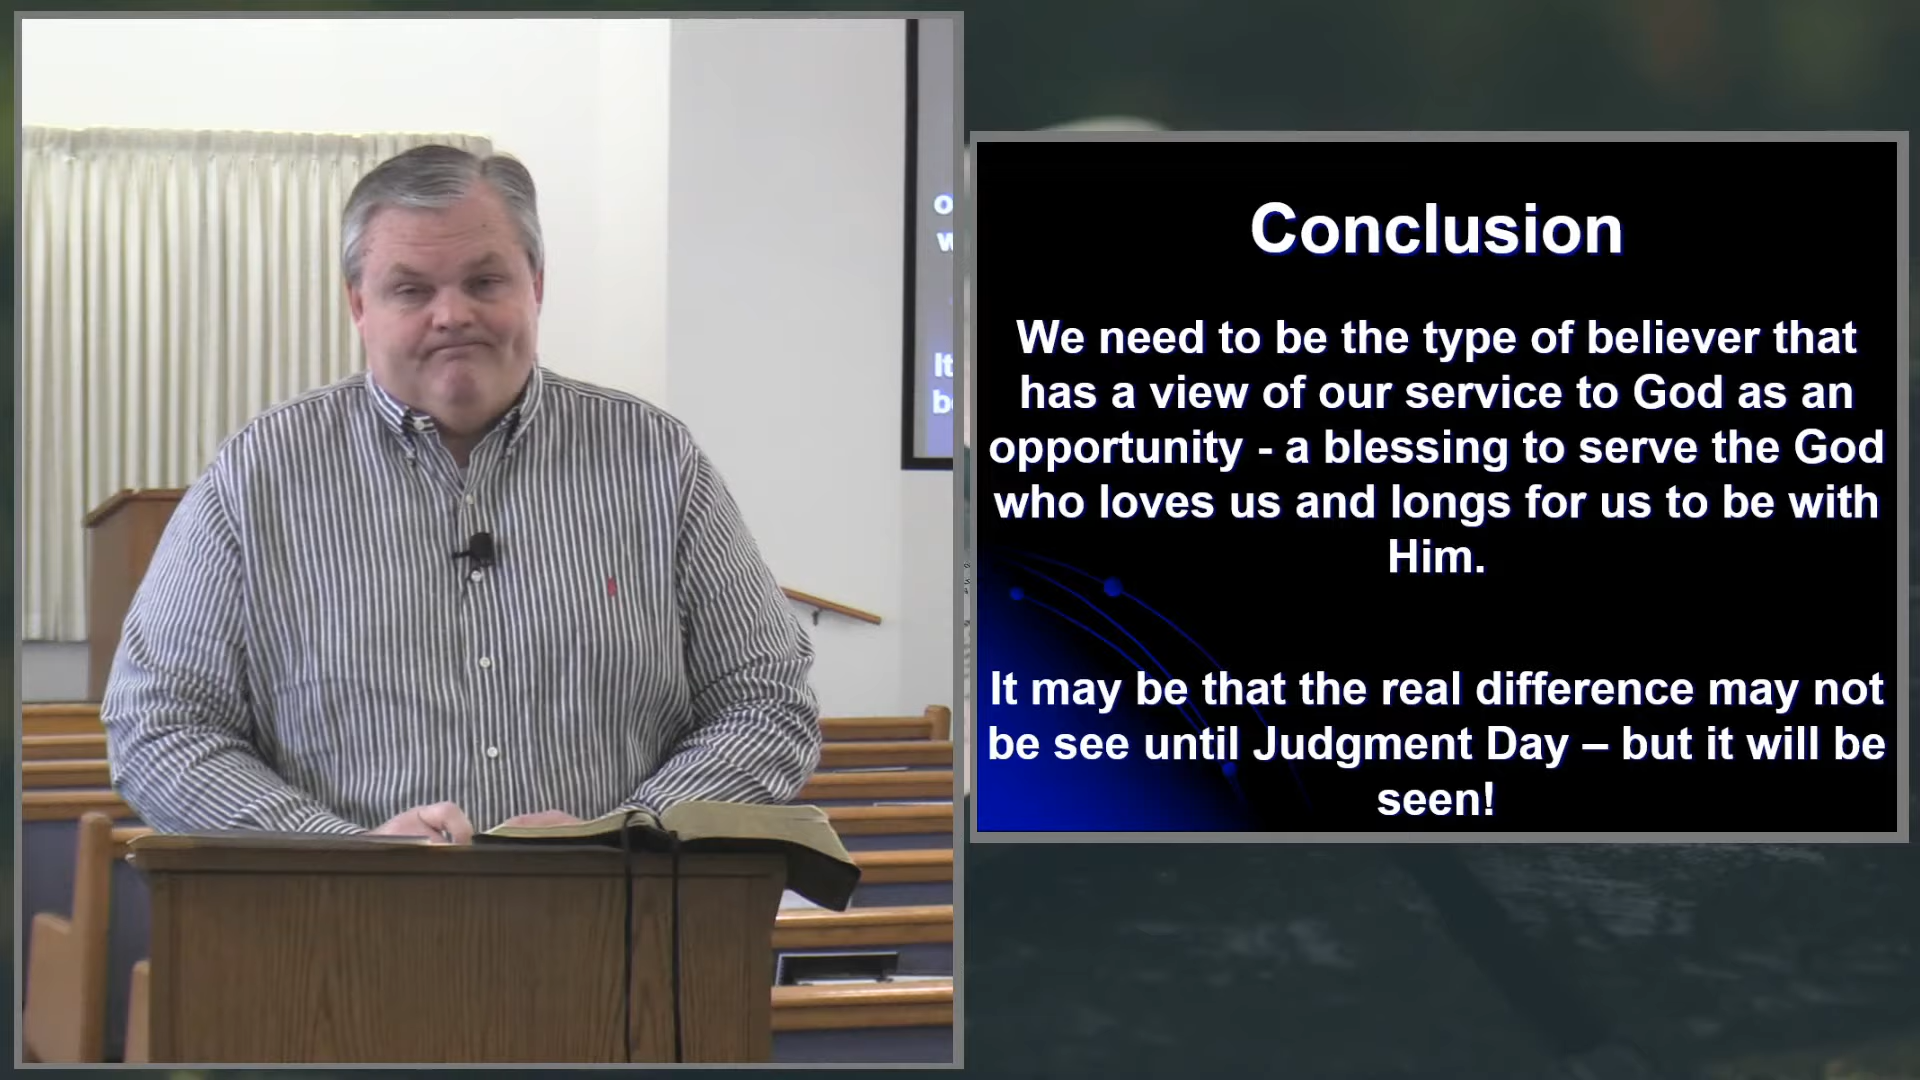 o
w
It
b
Conclusion
We need to be the type of believer that
has a view of our service to God as an
opportunity - a blessing to serve the God
who loves us and longs for us to be with
Him.
It may be that the real difference may not
be see until Judgment Day – but it will be
seen!